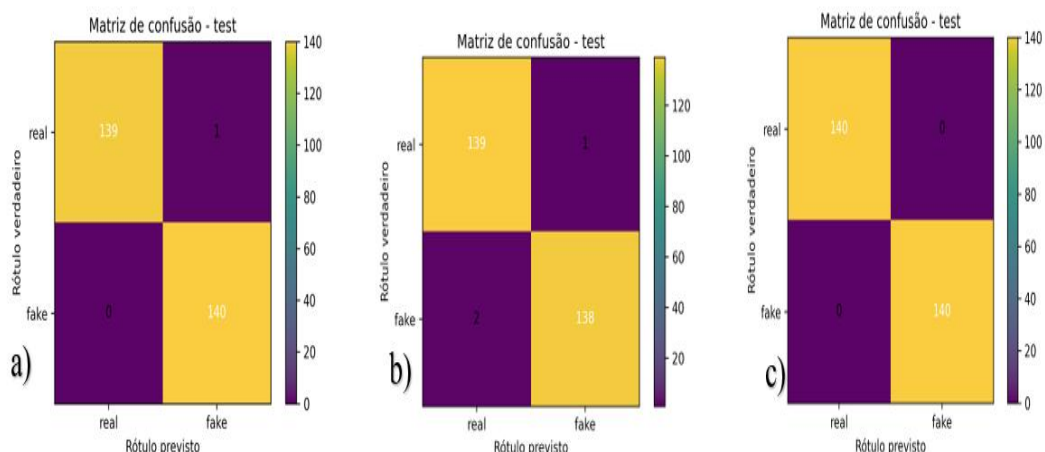 Matriz de confusão - test
real
139
1
fake
0
140
Rótulo verdadeiro
real
fake
Rótulo previsto
140
120
100
80
60
40
20
0
a)
Matriz de confusão - test
real
139
1
fake
2
138
Rótulo verdadeiro
real
fake
Rótulo previsto
120
100
80
60
40
20
b)
Matriz de confusão - test
real
140
0
fake
0
140
Rótulo verdadeiro
real
fake
Rótulo previsto
140
120
100
80
60
40
20
0
c)